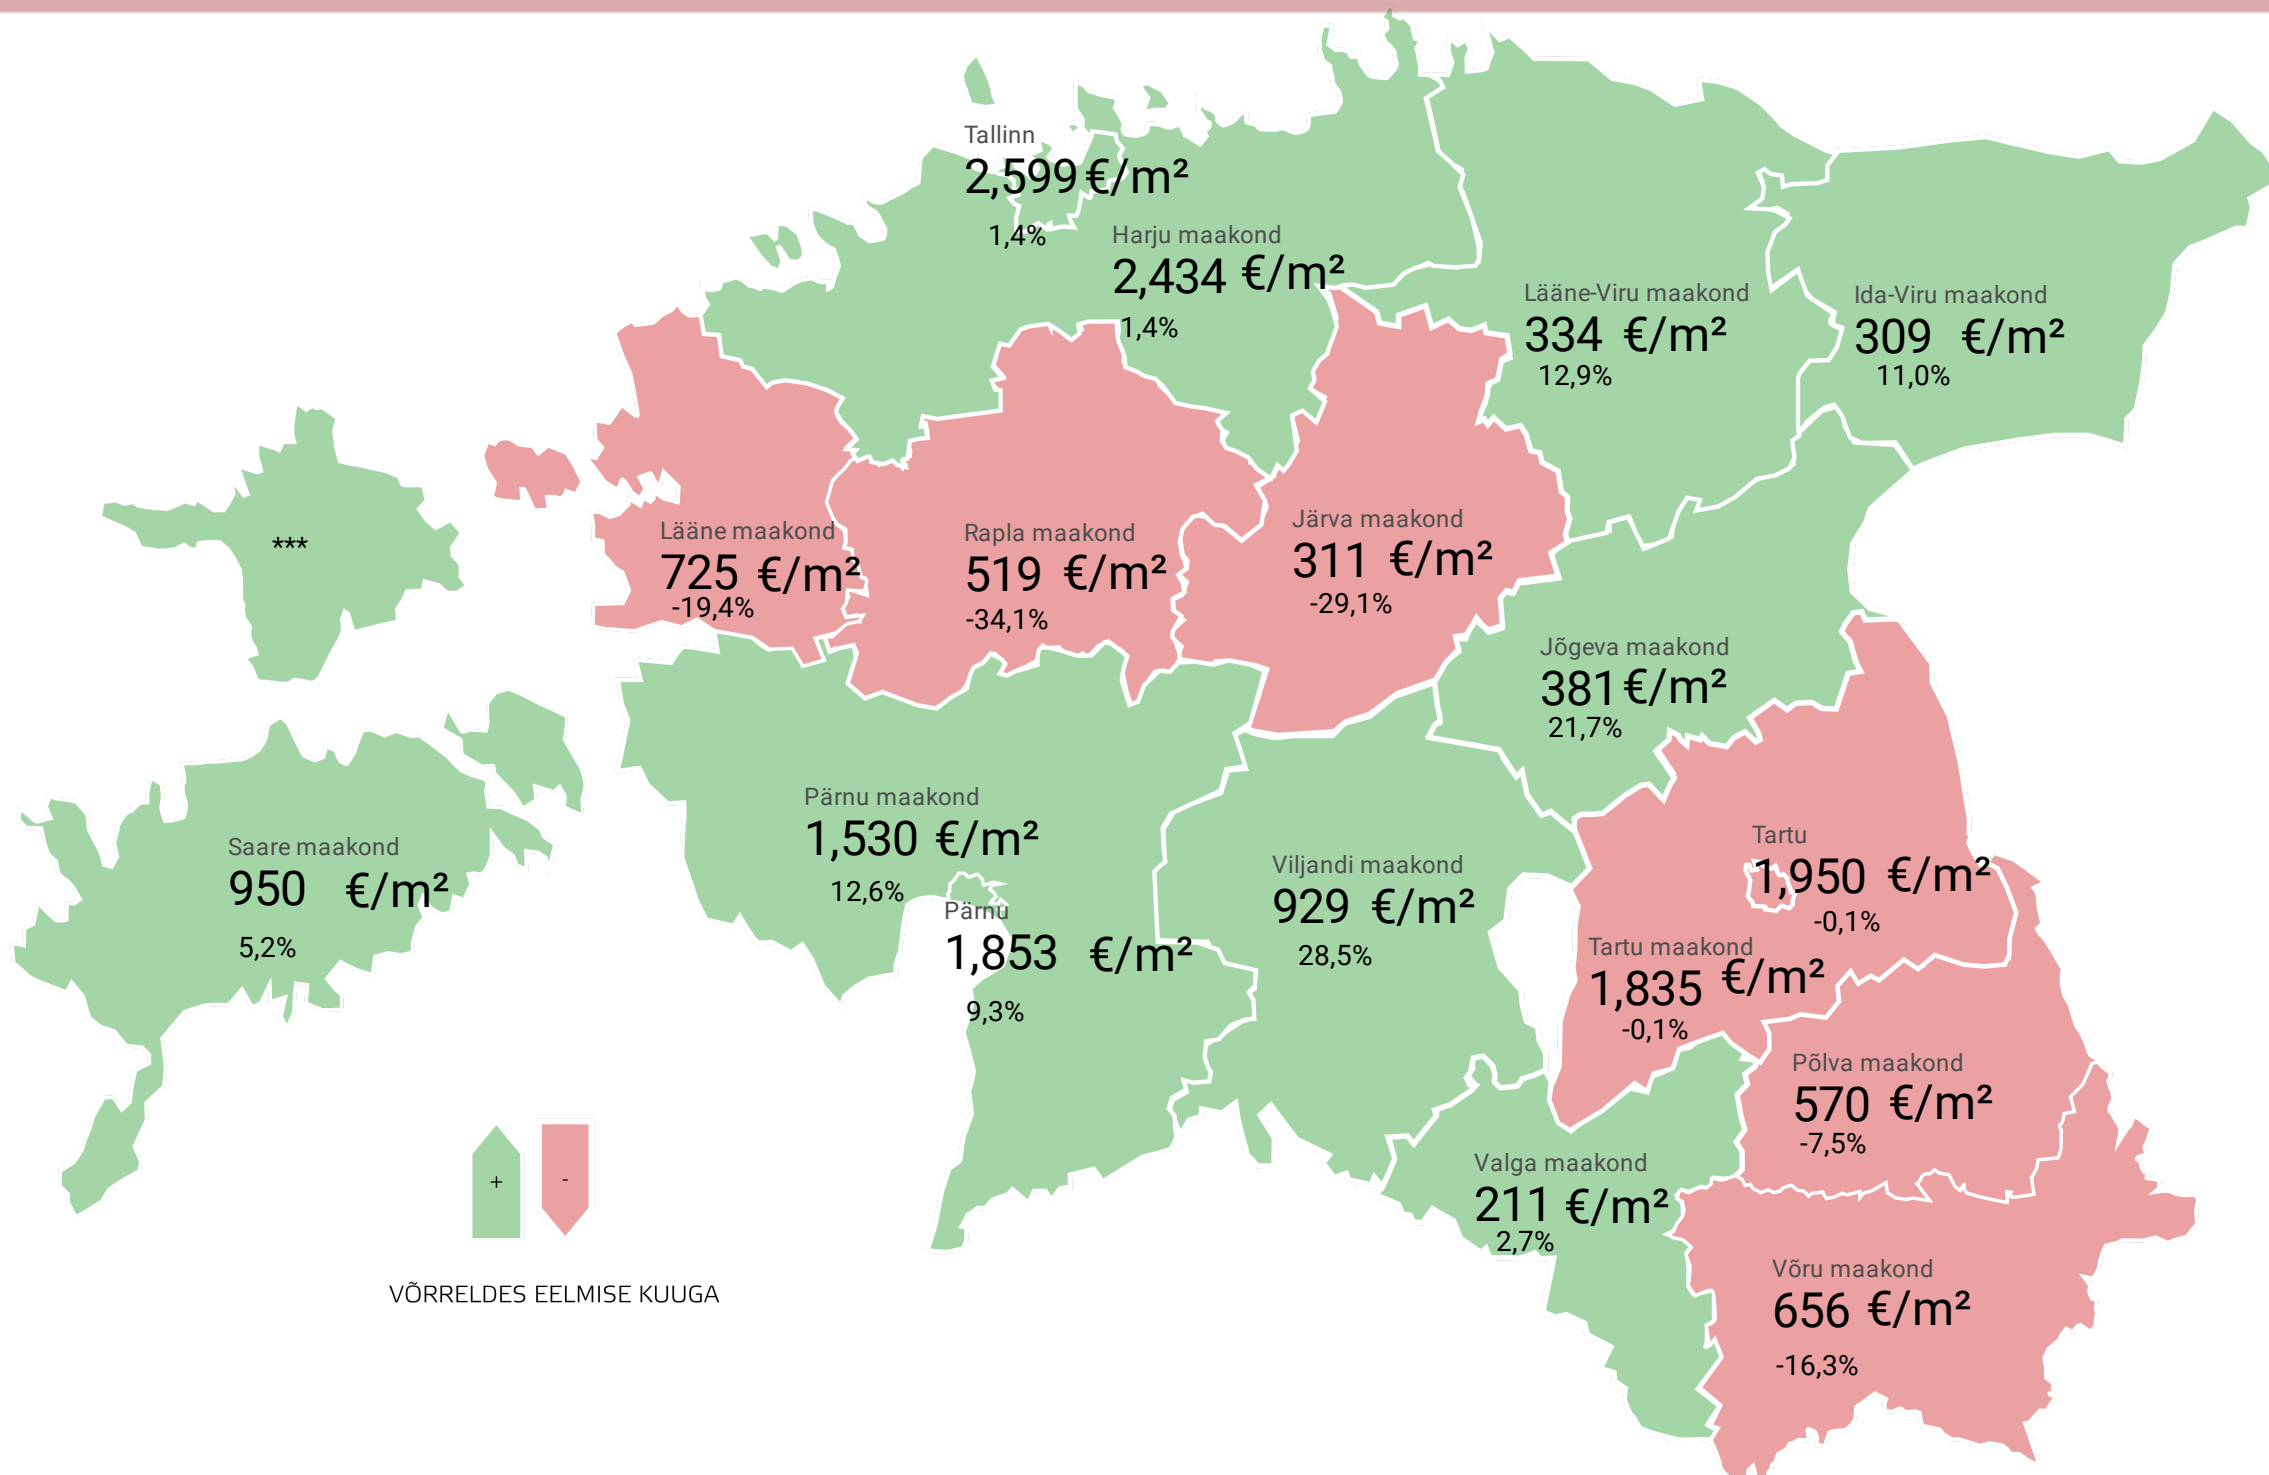 Tallinn
2,599 €/m²
1,4%
Harju maakond
2,434 €/m²
1,4%
Lääne-Viru maakond
334 €/m²
12,9%
Ida-Viru maakond
309 €/m²
11,0%
***
Lääne maakond
725 €/m²
-19,4%
Rapla maakond
519 €/m²
-34,1%
Järva maakond
311 €/m²
-29,1%
Jõgeva maakond
381 €/m²
21,7%
Saare maakond
950 €/m²
5,2%
Pärnu maakond
1,530 €/m²
12,6%
Pärnu
1,853 €/m²
9,3%
Viljandi maakond
929 €/m²
28,5%
Tartu
1,950 €/m²
-0,1%
Tartu maakond
1,835 €/m²
-0,1%
Põlva maakond
570 €/m²
-7,5%
Valga maakond
211 €/m²
2,7%
Võru maakond
656 €/m²
-16,3%
+ -
VÕRRELDES EELMISE KUUGA